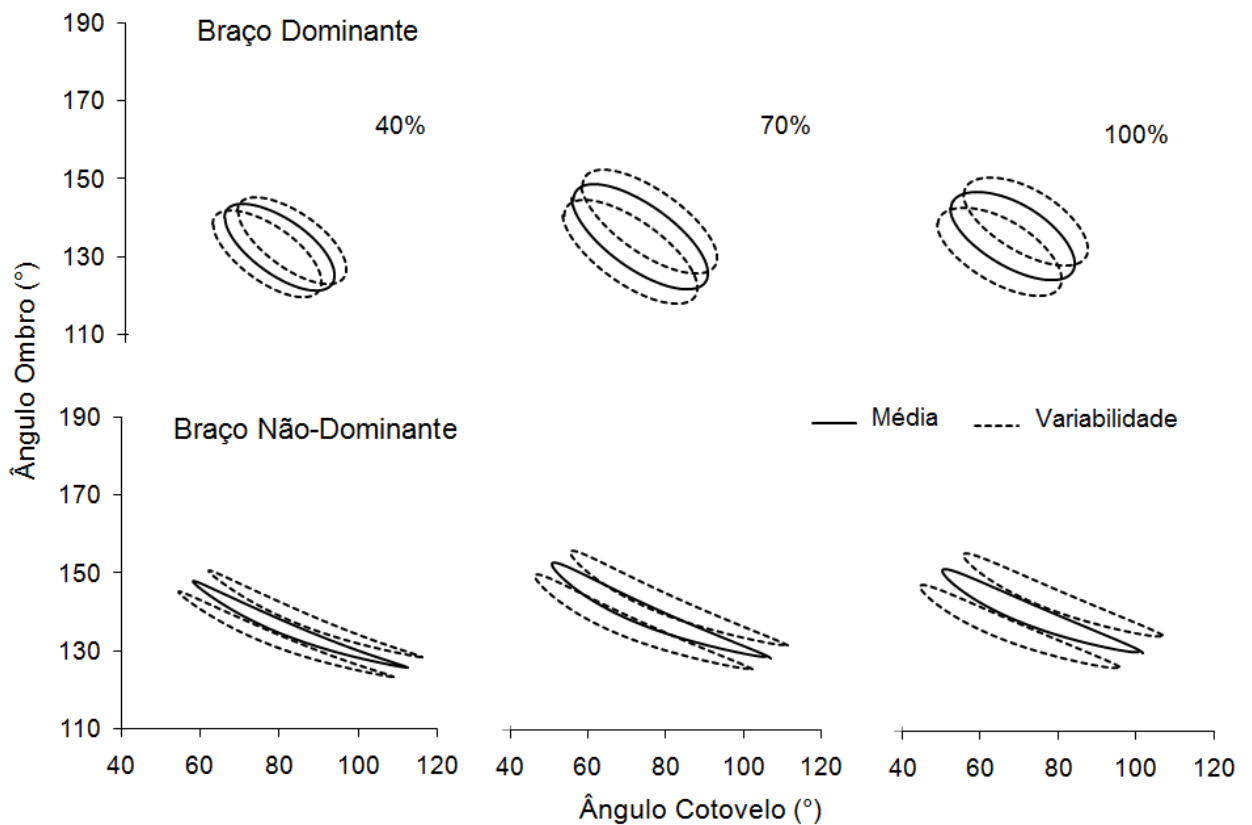 190
Braço Dominante
170
40%
70%
100%
150
130
110
Ângulo Ombro (°)
190
Braço Não-Dominante
Média
Variabilidade
170
150
130
110
40 60 80 100 120
40 60 80 100 120
40 60 80 100 120
Ângulo Cotovelo (°)